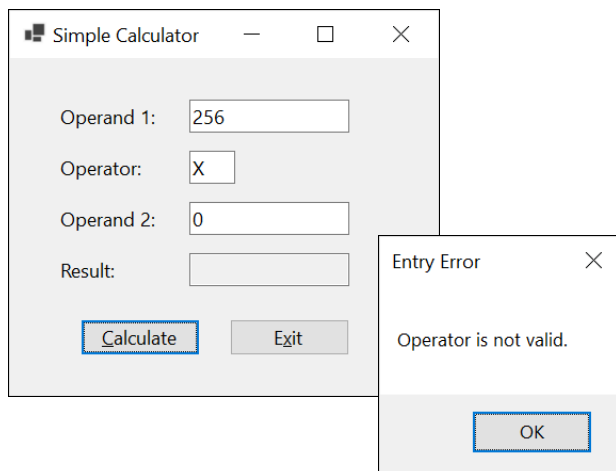 Simple Calculator
Operand 1: 256
Operator: X
Operand 2: 0
Result:
Calculate Exit
Entry Error
Operator is not valid.
OK